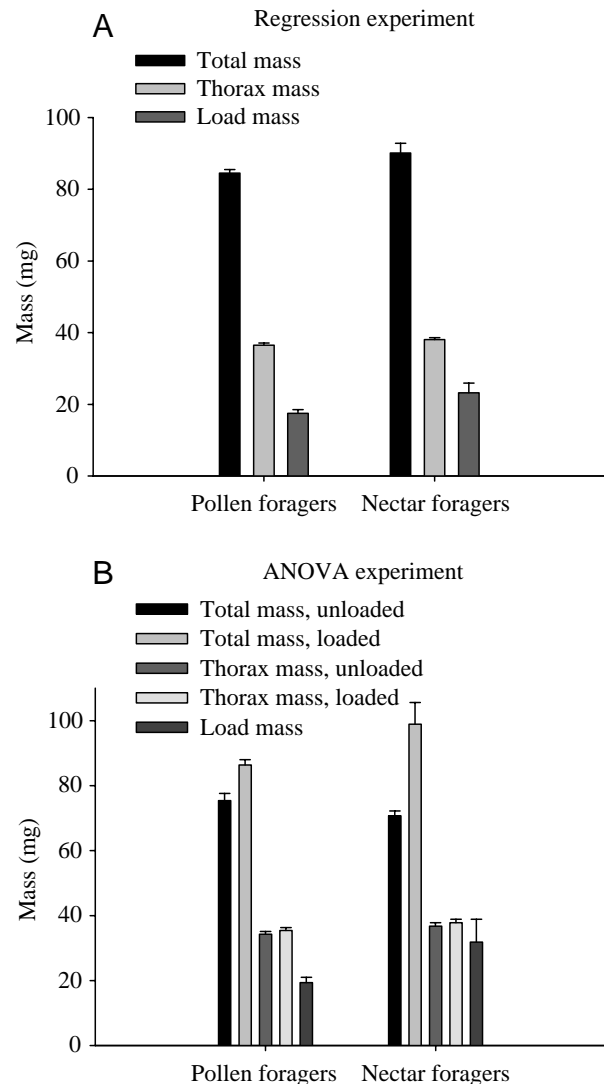 A
Regression experiment
Total mass
Thorax mass
Load mass
100
80
60
40
20
0
Mass (mg)
Pollen foragers
Nectar foragers
B
ANOVA experiment
Total mass, unloaded
Total mass, loaded
Thorax mass, unloaded
Thorax mass, loaded
Load mass
100
80
60
40
20
0
Mass (mg)
Pollen foragers
Nectar foragers